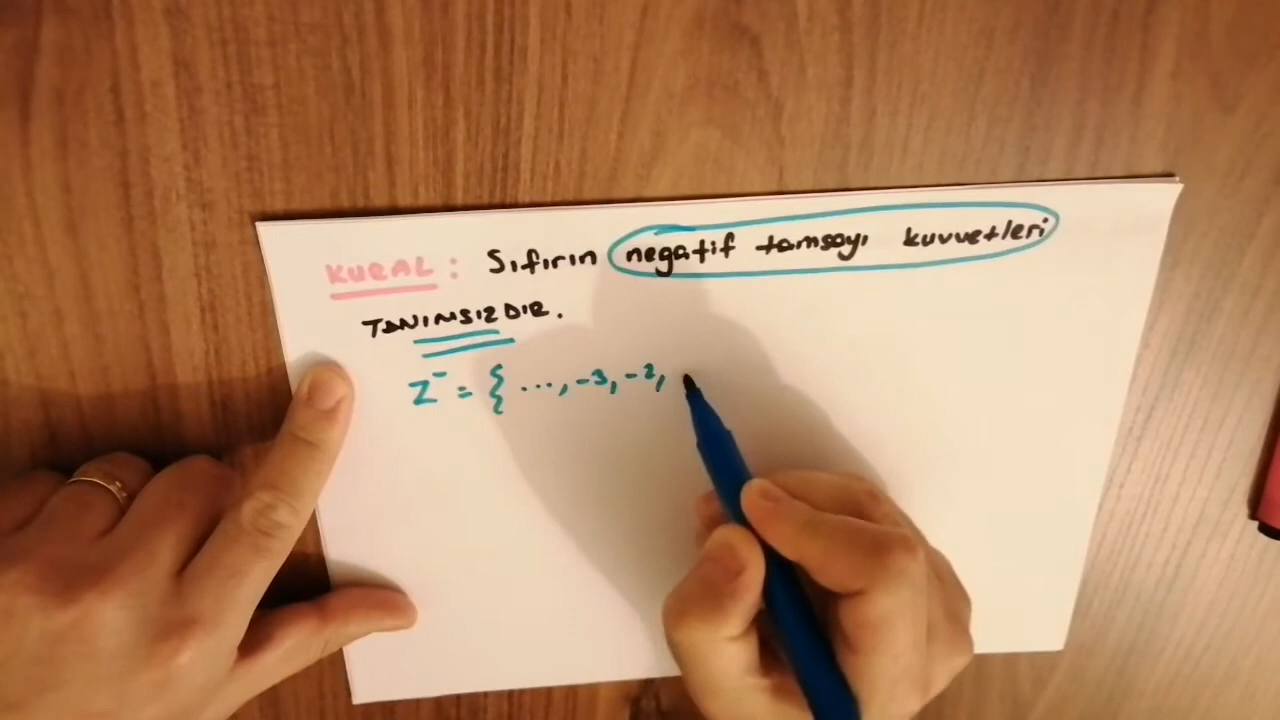 KURAL: Sıfırın negatif tamsayı kuvvetleri
TANIMSIZDIR.
Z⁻ = { ..., -3, -2,